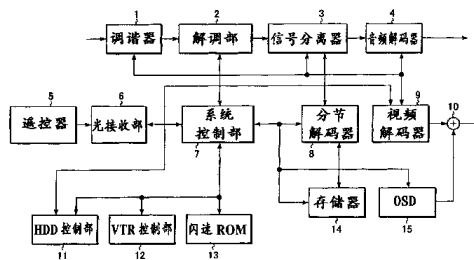 1
2
3
4
调谐器
解调部
信号分离器
音频解码器
5
6
9
10
遥控器
光接收部
系统
控制部
7
分节
解码器
8
视频
解码器
HDD 控制部
VTR 控制部
闪速 ROM
存储器
OSD
11
12
13
14
15